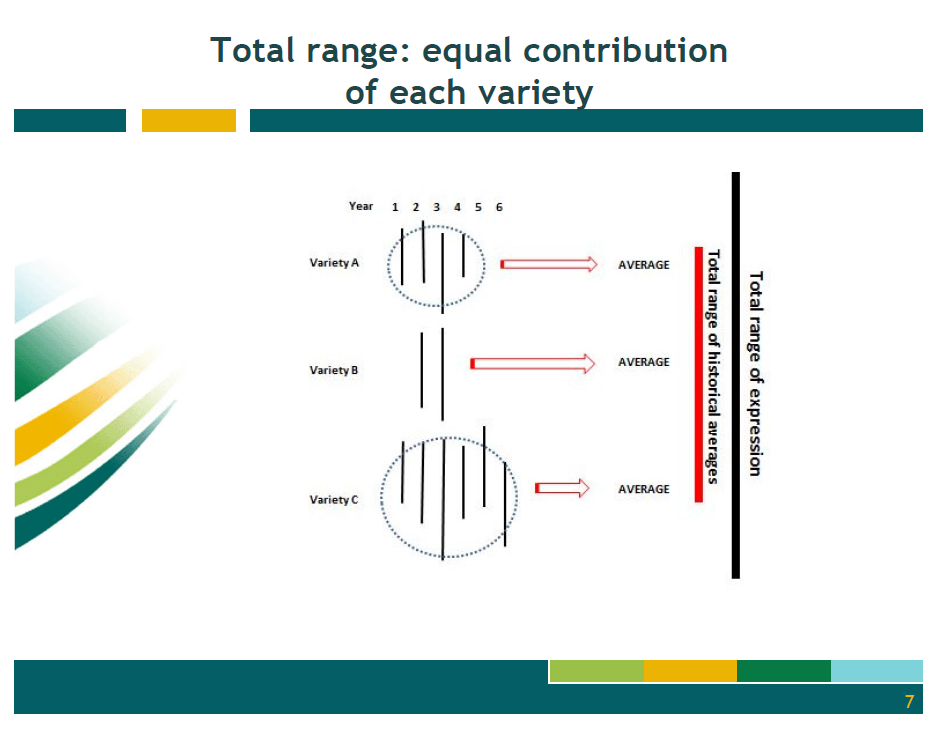 Total range: equal contribution
of each variety
Year 1 2 3 4 5 6
Variety A
AVERAGE
Variety B
AVERAGE
Variety C
AVERAGE
Total range of historical averages
Total range of expression
7